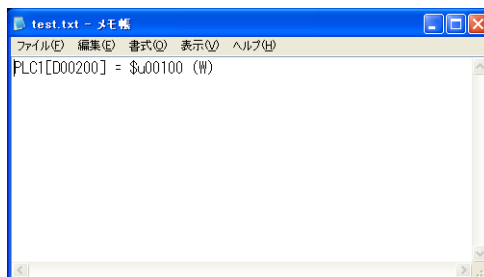 test.txt - メモ帳
ファイル(F) 編集(E) 書式(O) 表示(V) ヘルプ(H)
PLC1[D00200] = $u00100 (W)